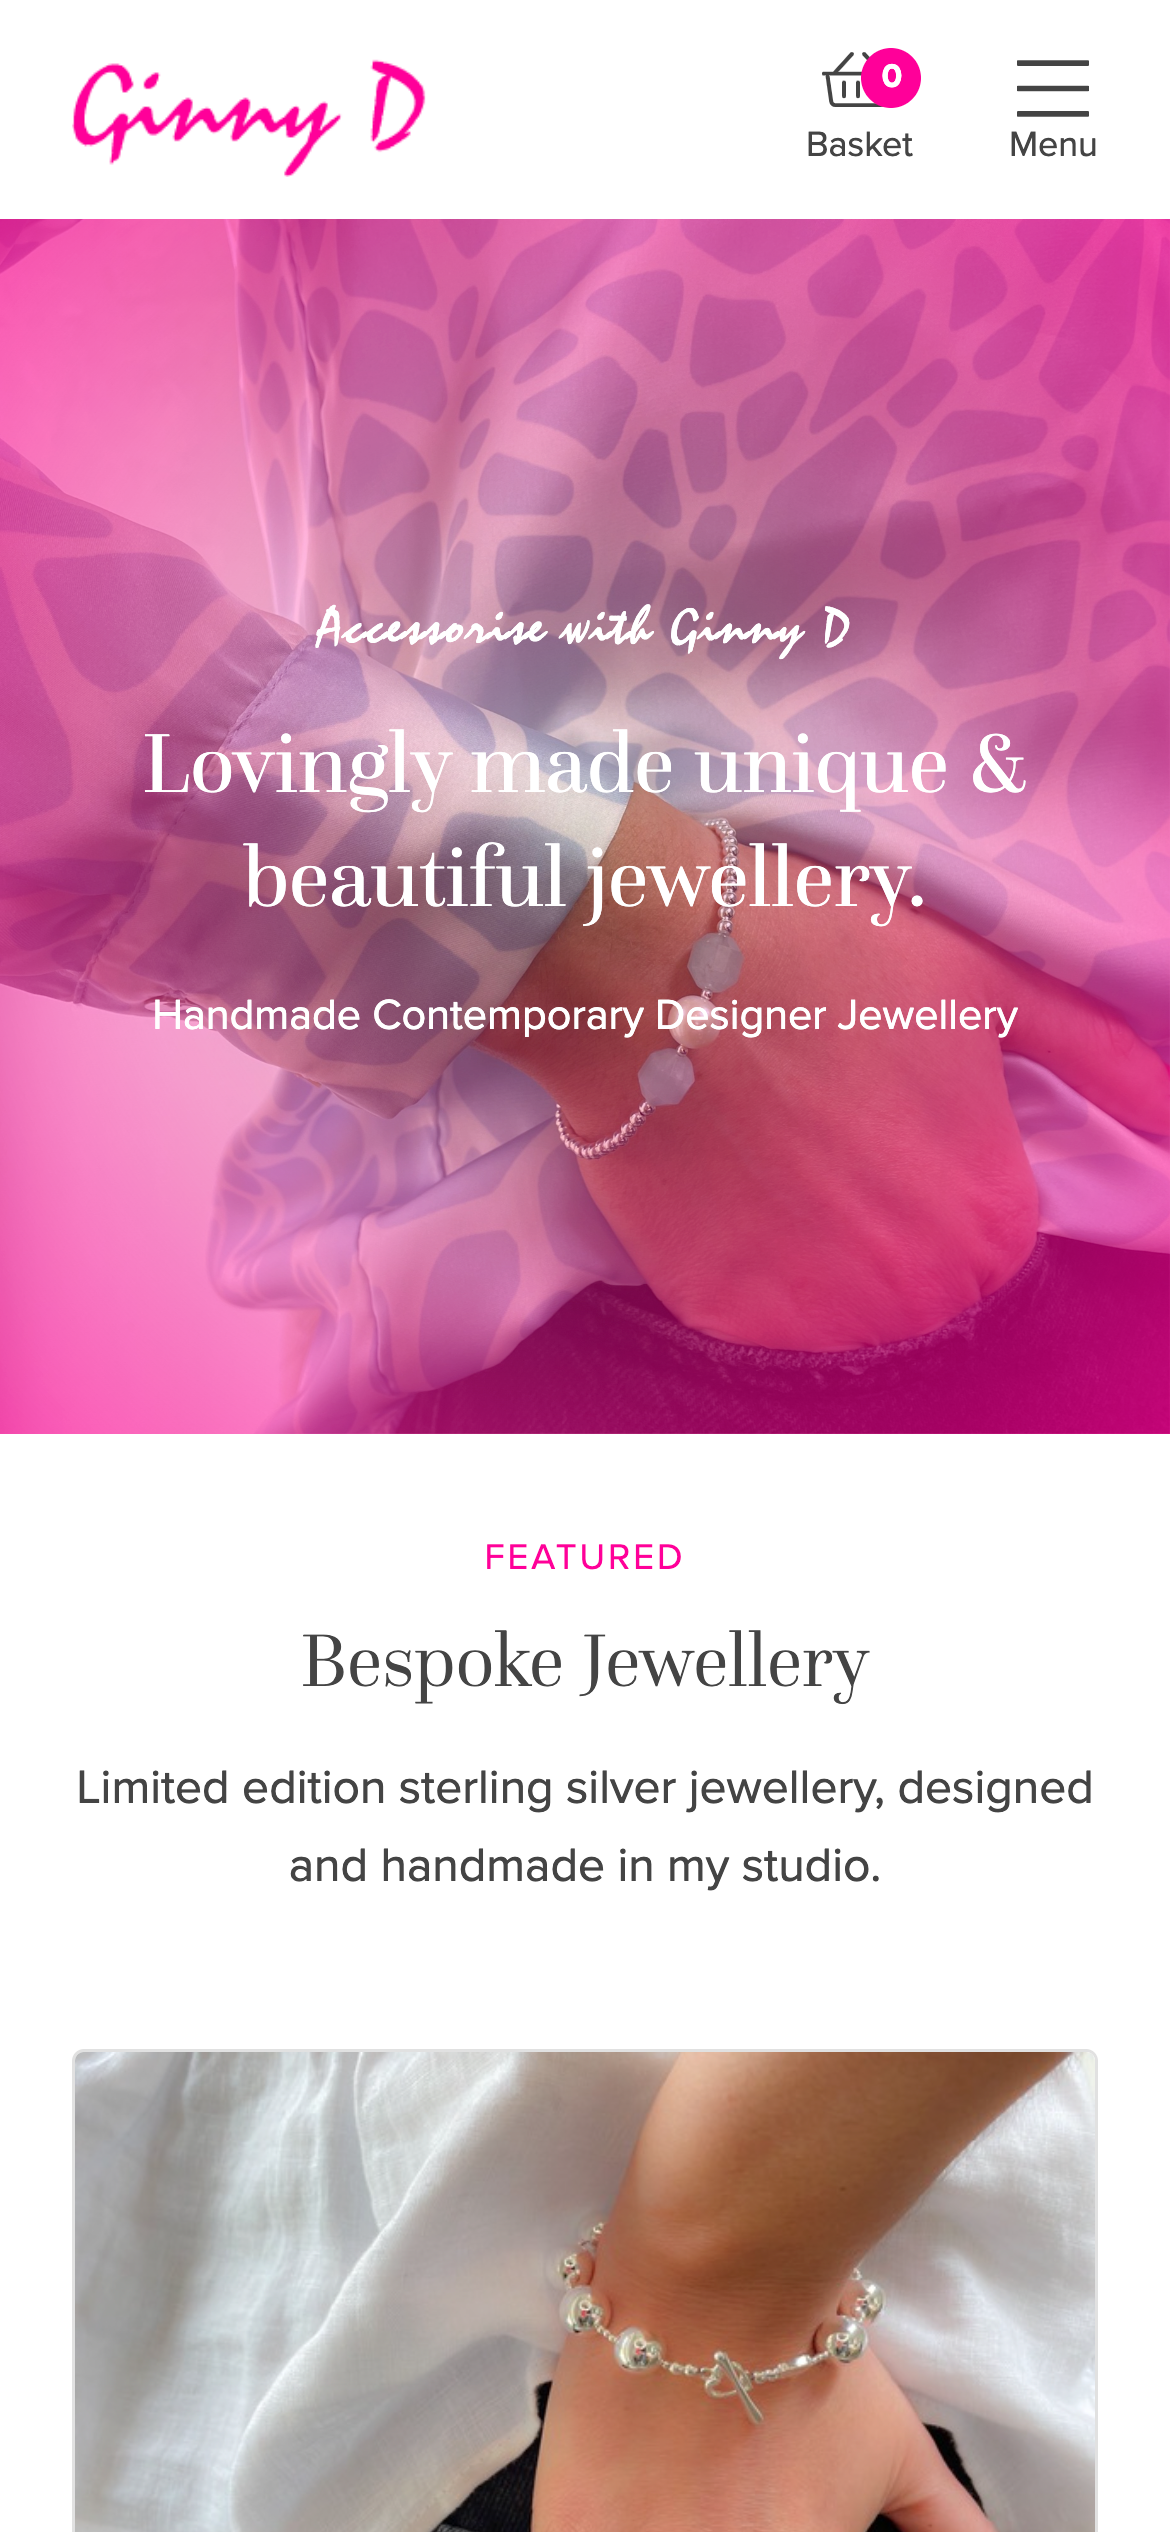 Ginny D
0
Basket
Menu
Accessorise with Ginny D
Lovingly made unique &
beautiful jewellery.
Handmade Contemporary Designer Jewellery
FEATURED
Bespoke Jewellery
Limited edition sterling silver jewellery, designed
and handmade in my studio.